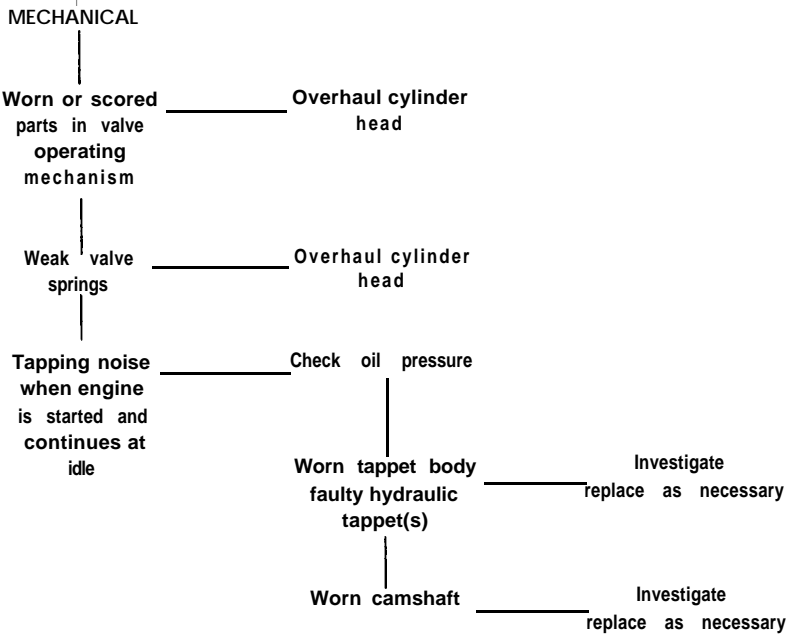 MECHANICAL
Worn or scored
parts in valve
operating
mechanism
Overhaul cylinder
head
Weak valve
springs
Overhaul cylinder
head
Tapping noise
when engine
is started and
continues at
idle
Check oil pressure
Worn tappet body
faulty hydraulic
tappet(s)
Investigate
replace as necessary
Worn camshaft
Investigate
replace as necessary